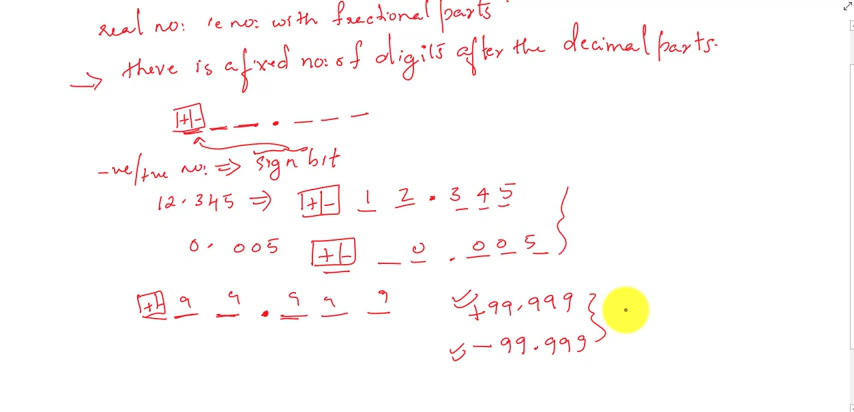 real no: ie no: with fractional parts
→ there is a fixed no: of digits after the decimal parts.
+/- _ _ . _ _ _
-ve/+ve no: ⇒ sign bit
12.345 ⇒ +/- 1 2 . 3 4 5
0.005 +/- _ 0 . 0 0 5
+/- 9 9 . 9 9 9 ✓ +99.999
✓ -99.999